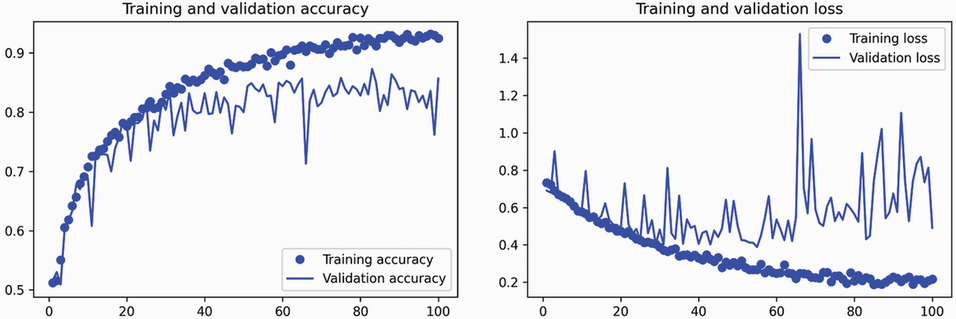 Training and validation accuracy
0.9
0.8
0.7
0.6
0.5
Training accuracy
Validation accuracy
0 20 40 60 80 100
Training and validation loss
1.4
1.2
1.0
0.8
0.6
0.4
0.2
Training loss
Validation loss
0 20 40 60 80 100